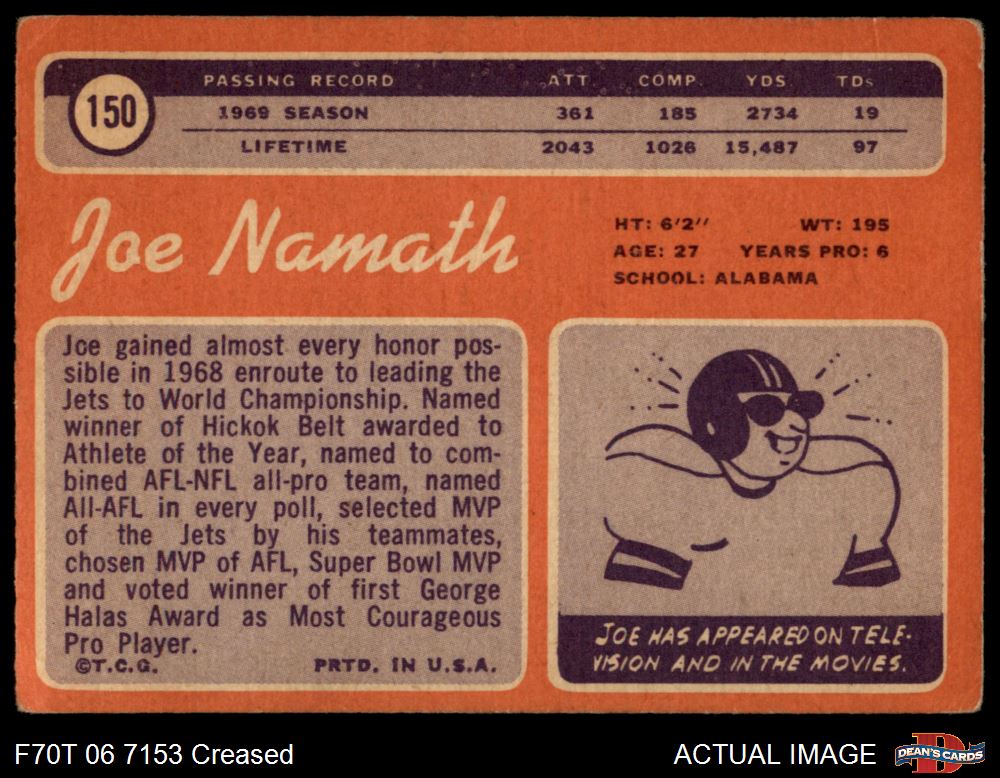 150
PASSING RECORD ATT. COMP. YDS TDs
1969 SEASON 361 185 2734 19
LIFETIME 2043 1026 15,487 97
Joe Namath
HT: 6'2" WT: 195
AGE: 27 YEARS PRO: 6
SCHOOL: ALABAMA
Joe gained almost every honor pos-
sible in 1968 enroute to leading the
Jets to World Championship. Named
winner of Hickok Belt awarded to
Athlete of the Year, named to com-
bined AFL-NFL all-pro team, named
All-AFL in every poll, selected MVP
of the Jets by his teammates,
chosen MVP of AFL, Super Bowl MVP
and voted winner of first George
Halas Award as Most Courageous
Pro Player.
©T.C.G. PRTD. IN U.S.A.
JOE HAS APPEARED ON TELE-
VISION AND IN THE MOVIES.
F70T 06 7153 Creased
ACTUAL IMAGE
DEAN'S CARDS